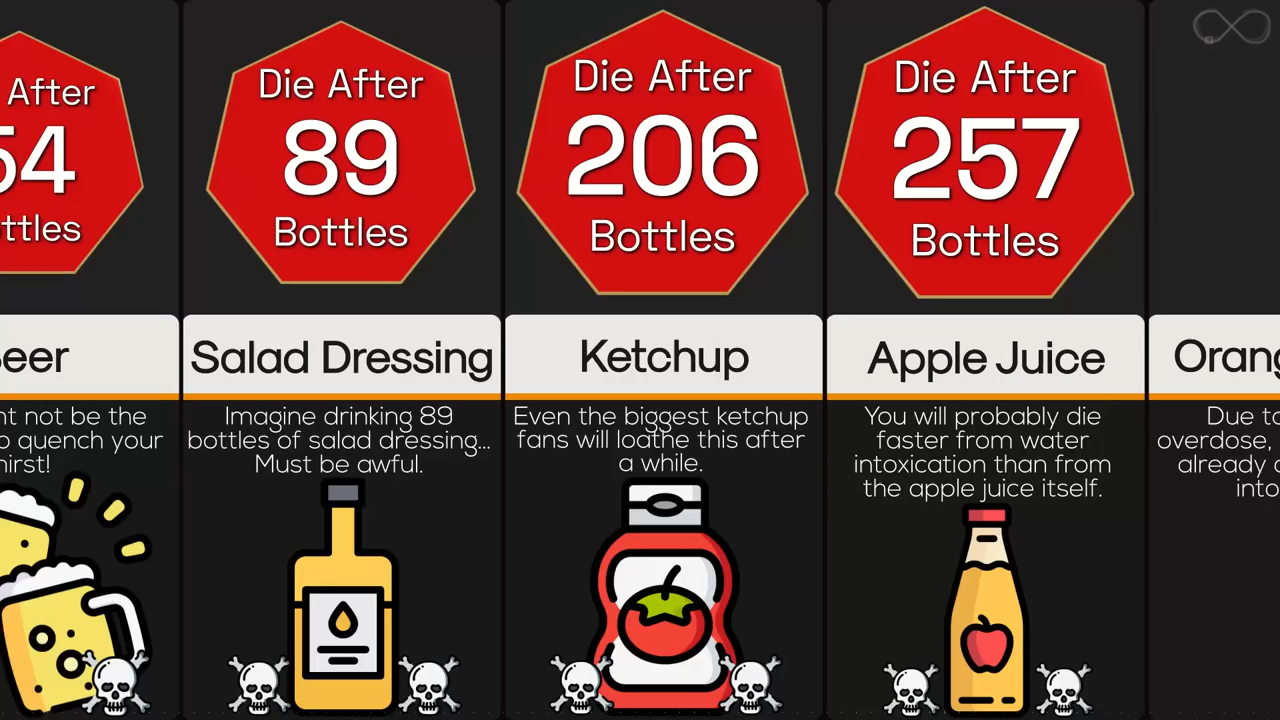 After
54
ttles
eer
nt not be the
o quench your
hirst!
Die After
89
Bottles
Salad Dressing
Imagine drinking 89
bottles of salad dressing...
Must be awful.
Die After
206
Bottles
Ketchup
Even the biggest ketchup
fans will loathe this after
a while.
Die After
257
Bottles
Apple Juice
You will probably die
faster from water
intoxication than from
the apple juice itself.
Orang
Due to
overdose,
already
into